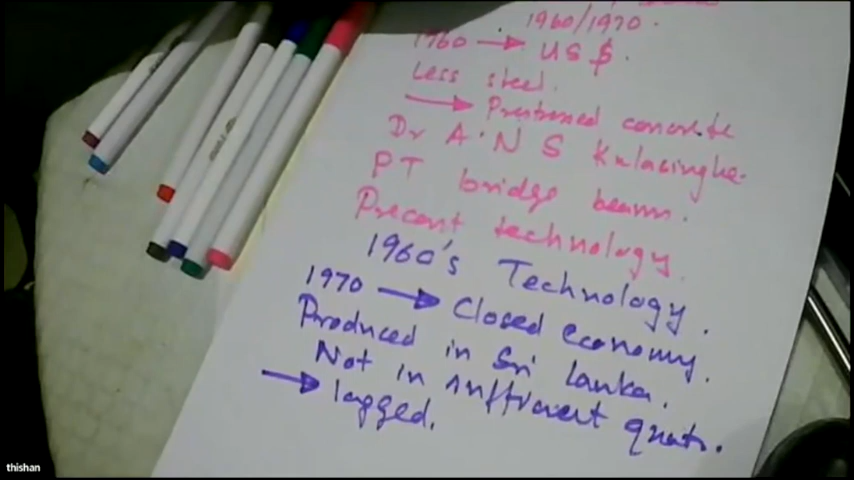 1960/1970.
1960 → US $.
Less steel.
→ Prestressed concrete
Dr A.N S Kulasinghe.
PT bridge beams.
Precast technology.
1960's Technology.
1970 → Closed economy.
Produced in Sri Lanka.
Not in sufficient
→ lagged.
thishan